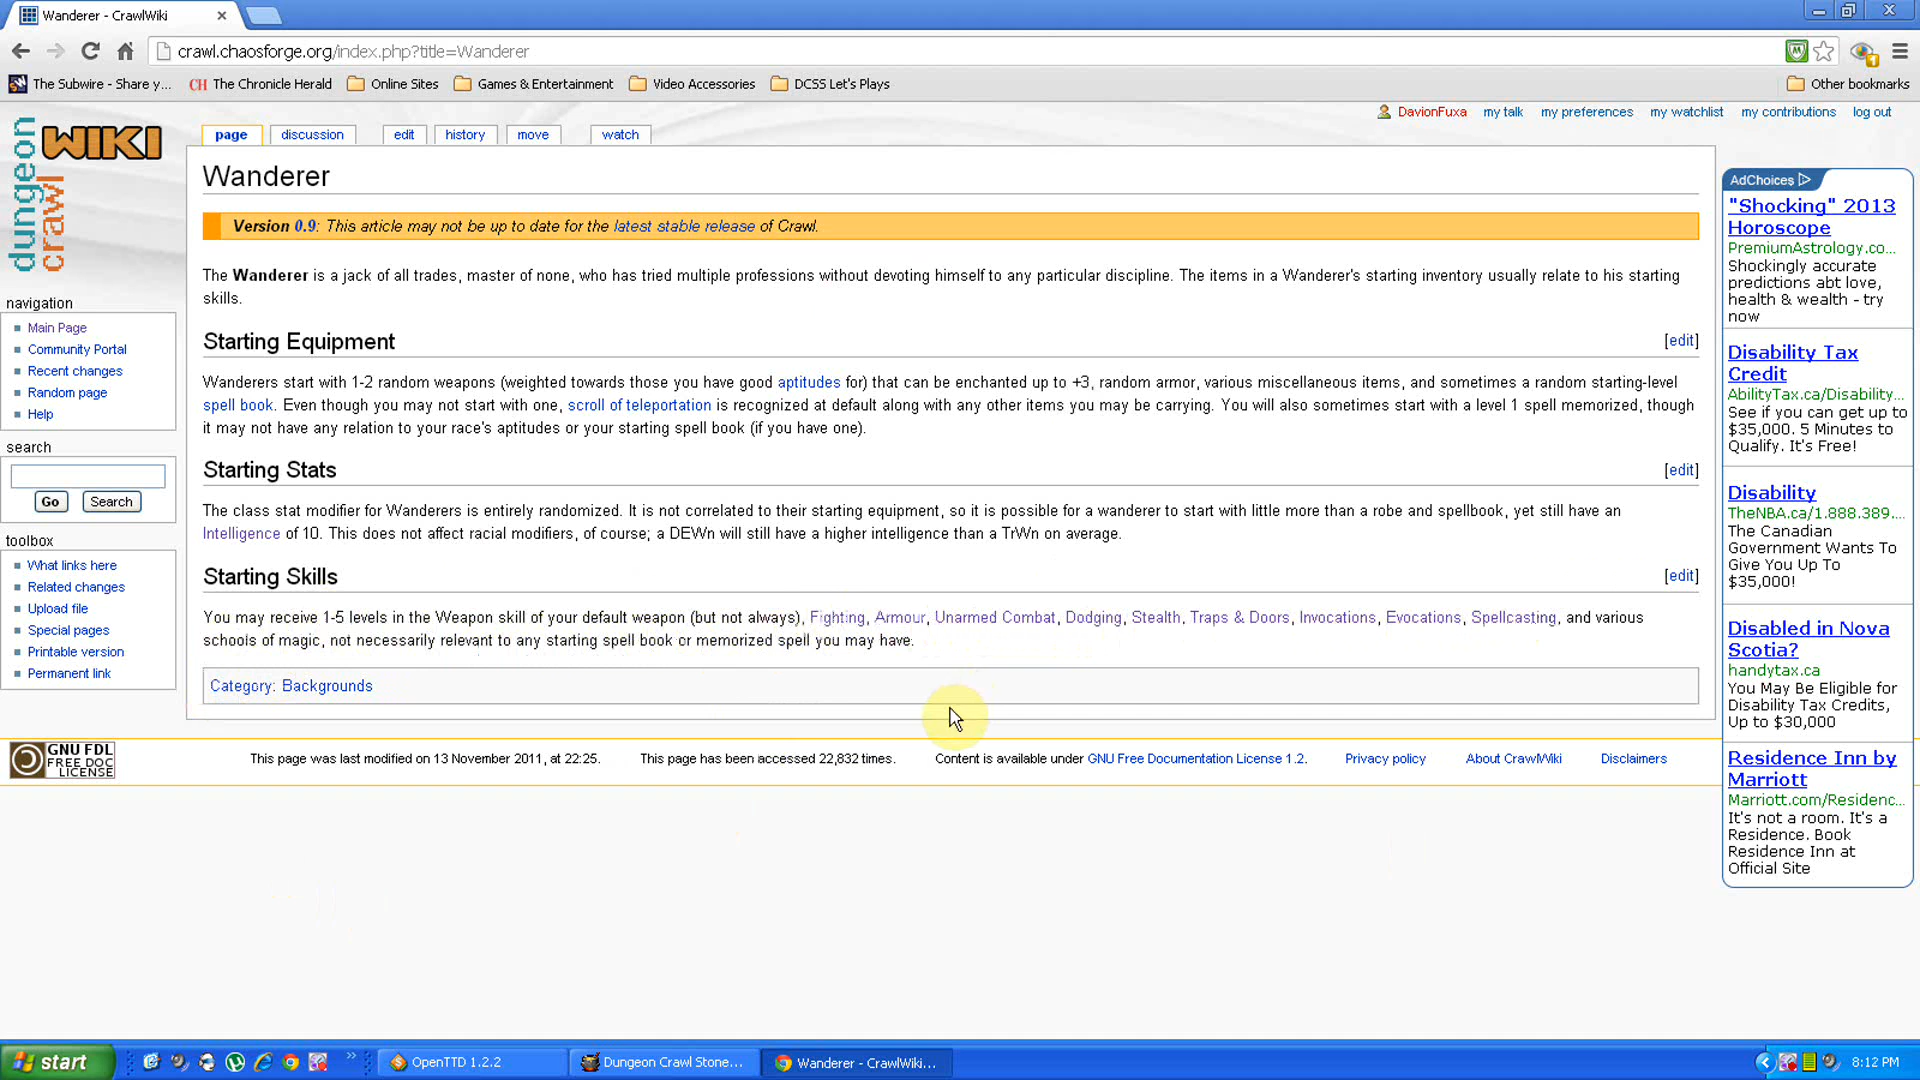 Wanderer - CrawlWiki
crawl.chaosforge.org/index.php?title=Wanderer
The Subwire - Share y...
CH The Chronicle Herald
Online Sites
Games & Entertainment
Video Accessories
DCSS Let's Plays
Other bookmarks
DavionFuxa my talk my preferences my watchlist my contributions log out
dungeon crawl WIKI
page discussion edit history move watch
Wanderer
Version 0.9: This article may not be up to date for the latest stable release of Crawl.
The Wanderer is a jack of all trades, master of none, who has tried multiple professions without devoting himself to any particular discipline. The items in a Wanderer's starting inventory usually relate to his starting
skills.
Starting Equipment [edit]
Wanderers start with 1-2 random weapons (weighted towards those you have good aptitudes for) that can be enchanted up to +3, random armor, various miscellaneous items, and sometimes a random starting-level
spell book. Even though you may not start with one, scroll of teleportation is recognized at default along with any other items you may be carrying. You will also sometimes start with a level 1 spell memorized, though
it may not have any relation to your race's aptitudes or your starting spell book (if you have one).
Starting Stats [edit]
The class stat modifier for Wanderers is entirely randomized. It is not correlated to their starting equipment, so it is possible for a wanderer to start with little more than a robe and spellbook, yet still have an
Intelligence of 10. This does not affect racial modifiers, of course; a DEWn will still have a higher intelligence than a TrWn on average.
Starting Skills [edit]
You may receive 1-5 levels in the Weapon skill of your default weapon (but not always), Fighting, Armour, Unarmed Combat, Dodging, Stealth, Traps & Doors, Invocations, Evocations, Spellcasting, and various
schools of magic, not necessarily relevant to any starting spell book or memorized spell you may have.
Category: Backgrounds
navigation
Main Page
Community Portal
Recent changes
Random page
Help
search
Go Search
toolbox
What links here
Related changes
Upload file
Special pages
Printable version
Permanent link
AdChoices
"Shocking" 2013
Horoscope
PremiumAstrology.co...
Shockingly accurate
predictions abt love,
health & wealth - try
now
Disability Tax
Credit
AbilityTax.ca/Disability...
See if you can get up to
$35,000. 5 Minutes to
Qualify. It's Free!
Disability
TheNBA.ca/1.888.389....
The Canadian
Government Wants To
Give You Up To
$35,000!
Disabled in Nova
Scotia?
handytax.ca
You May Be Eligible for
Disability Tax Credits,
Up to $30,000
Residence Inn by
Marriott
Marriott.com/Residenc...
It's not a room. It's a
Residence. Book
Residence Inn at
Official Site
GNU FDL
FREE DOC
LICENSE
This page was last modified on 13 November 2011, at 22:25. This page has been accessed 22,832 times. Content is available under GNU Free Documentation License 1.2. Privacy policy About CrawlWiki Disclaimers
start
OpenTTD 1.2.2
Dungeon Crawl Stone...
Wanderer - CrawlWiki...
8:12 PM